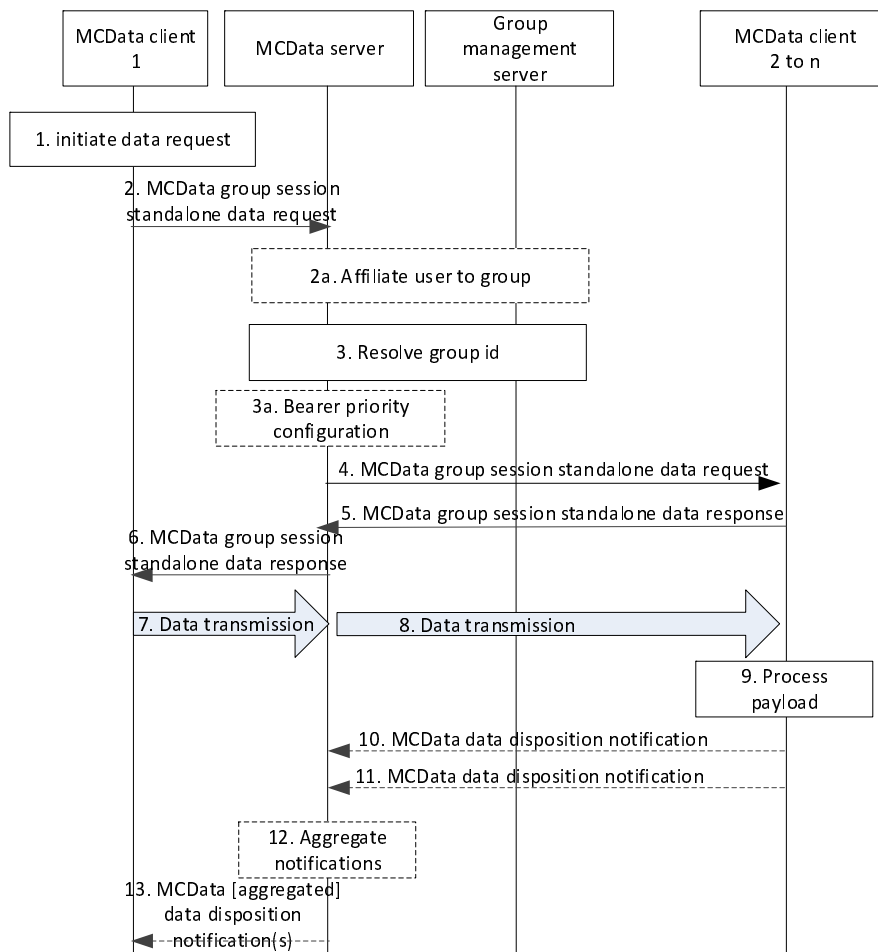 MCData client
1
MCData server
Group
management
server
MCData client
2 to n
1. initiate data request
2. MCData group session
standalone data request
2a. Affiliate user to group
3. Resolve group id
3a. Bearer priority
configuration
4. MCData group session standalone data request
5. MCData group session standalone data response
6. MCData group session
standalone data response
7. Data transmission
8. Data transmission
9. Process
payload
10. MCData data disposition notification
11. MCData data disposition notification
12. Aggregate
notifications
13. MCData [aggregated]
data disposition
notification(s)